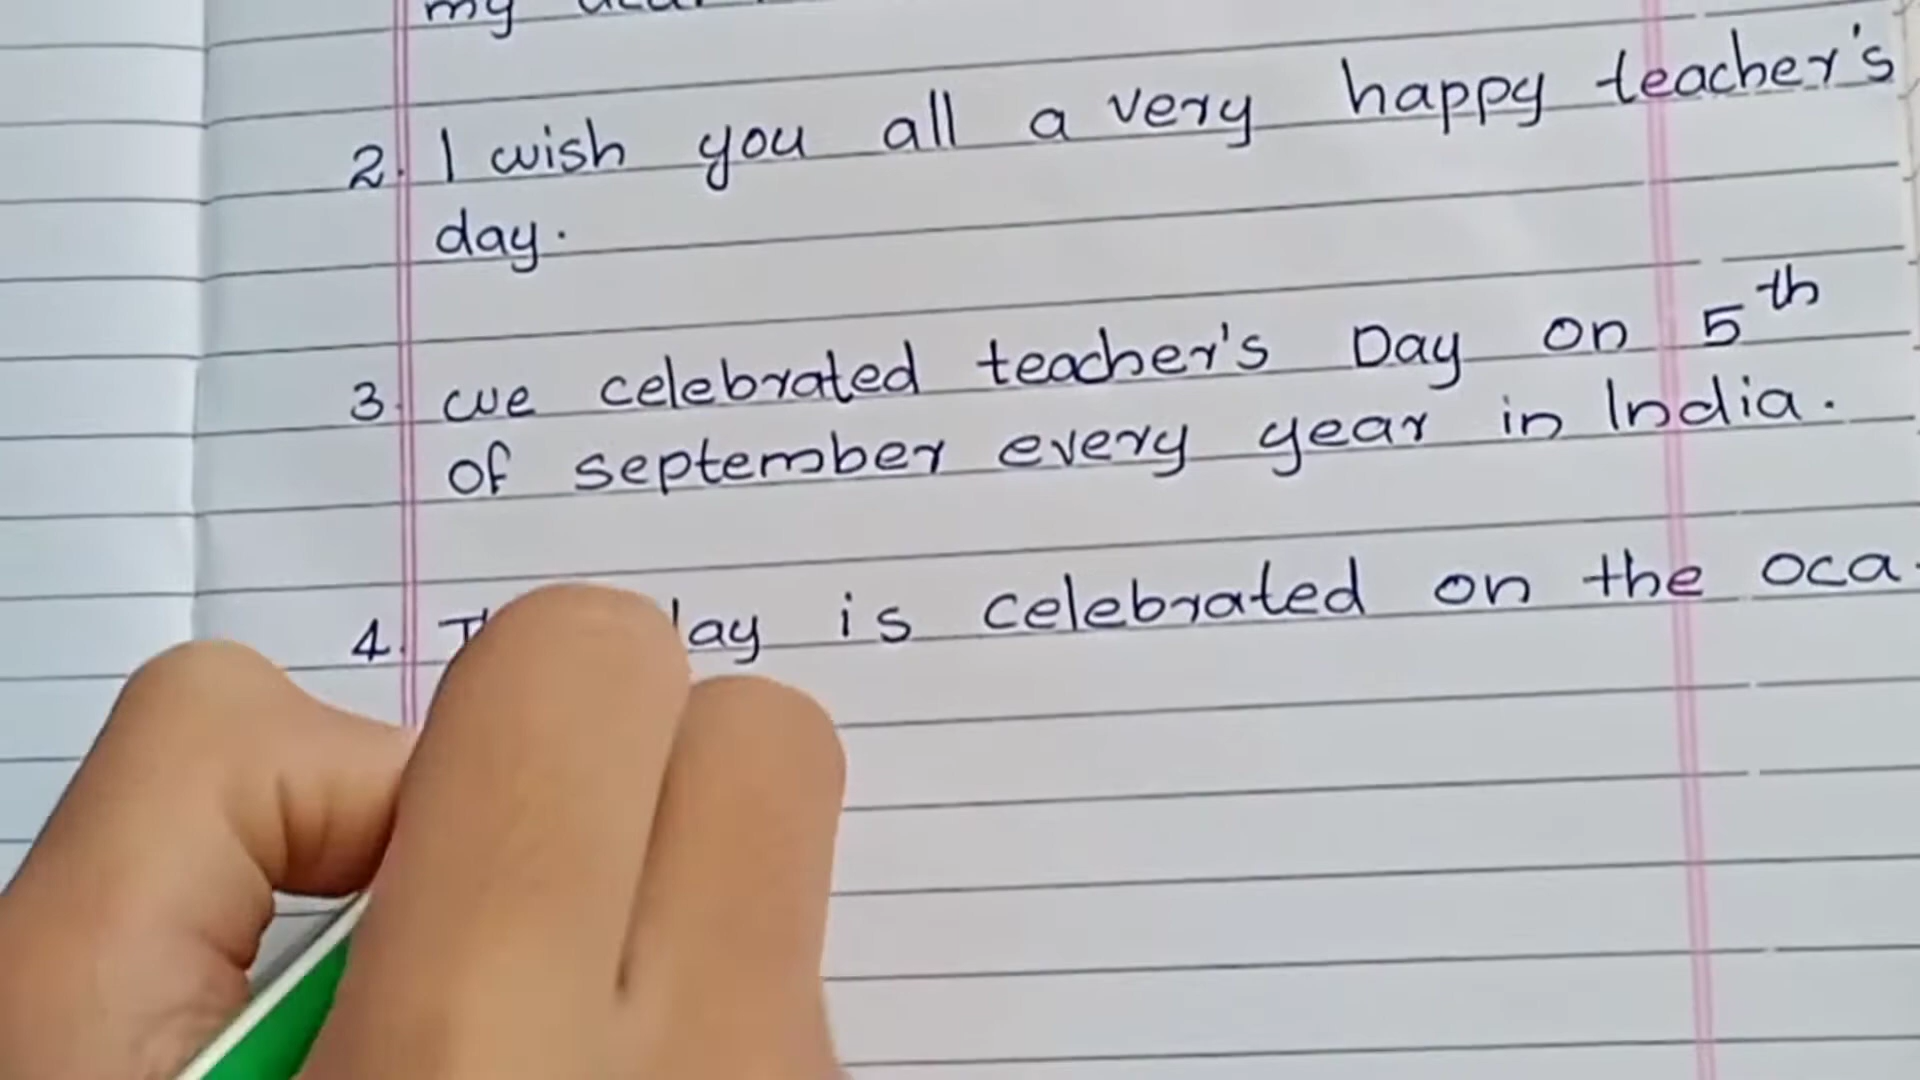 my
2. I wish you all a very happy teacher's
day.
3. we celebrated teacher's Day on 5th
of september every year in India.
4. is celebrated on the oca